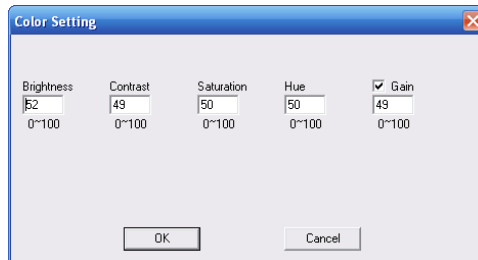 Color Setting
Brightness Contrast Saturation Hue Gain
52 49 50 50 49
0~100 0~100 0~100 0~100 0~100
OK Cancel